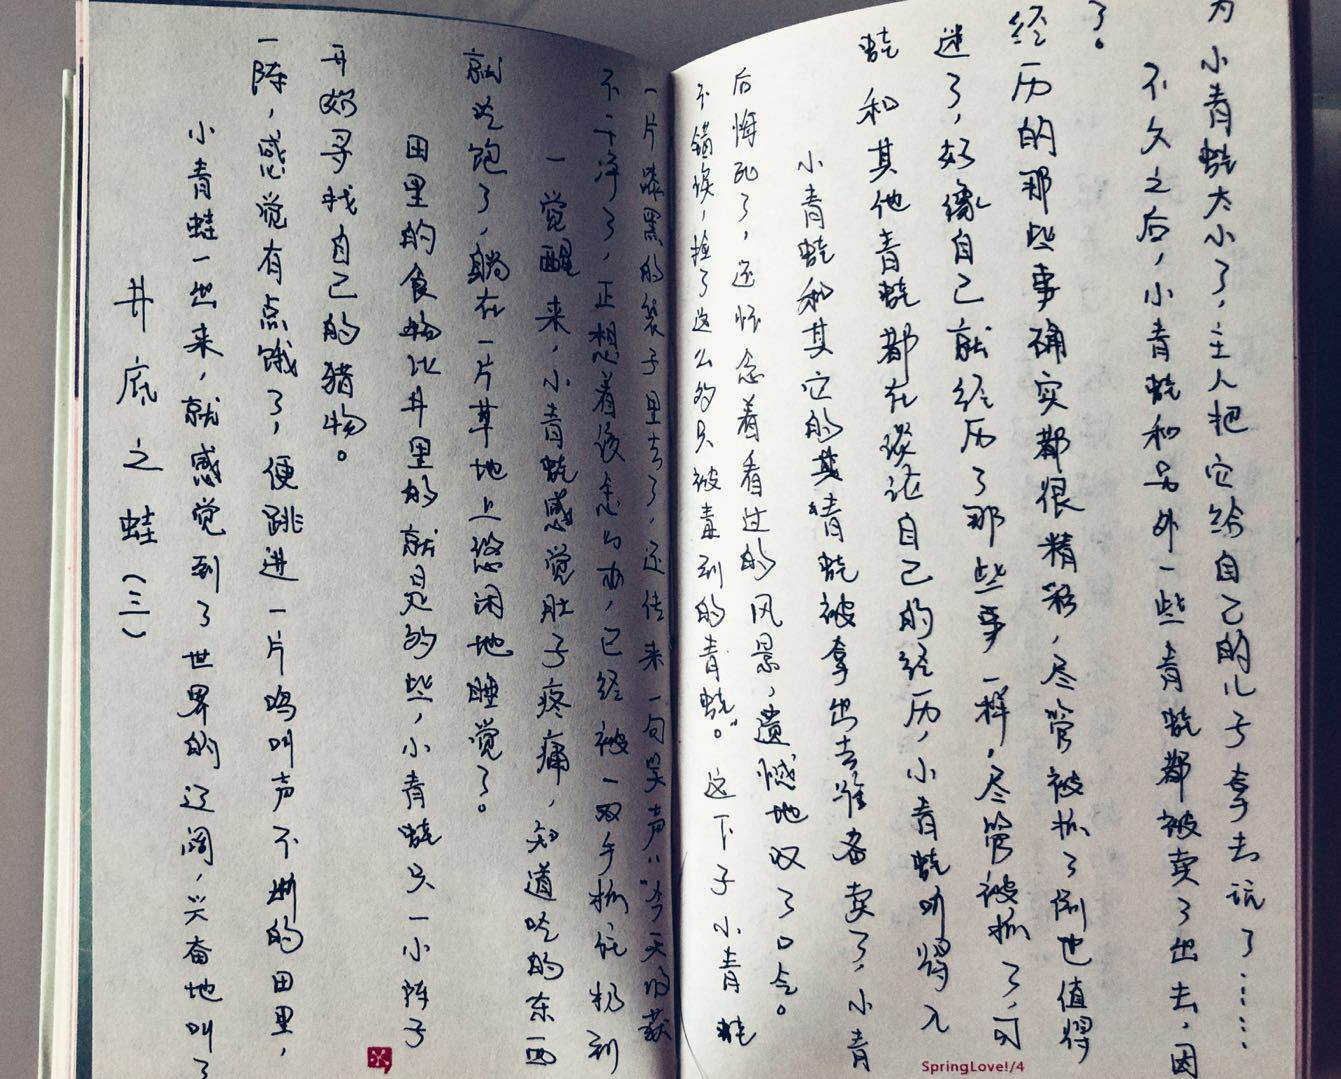 井底之蛙（三）
小青蛙一出来，就感觉到了世界的辽阔，兴奋地叫了
一阵，感觉有点饿了，便跳进一片鸣叫声不断的田里，
开始寻找自己的猎物。
田里的食物比井里的就是多些，小青蛙只一小阵子
就吃饱了，躺在一片草地上悠闲地睡觉了。
一觉醒来，小青蛙感觉肚子疼痛，知道吃的东西
不干净了，正想着该怎么办，已经被一双手抓住扔到
一片漆黑的袋子里去了，还传来一句笑声："今天的获
不错诶，捡了这么多只被毒到的青蛙。"这下子小青蛙
后悔死了，还怀念着看过的风景，遗憾地叹了口气。
小青蛙和其它的青蛙被拿出去准备卖了，小青
蛙和其他青蛙都在谈论自己的经历，小青蛙听得入
迷了，好像自己就经历了那些事一样。尽管被抓了，可
经历的那些事确实都很精彩，尽管被抓了倒也值得
了。
不久之后，小青蛙和另外一些青蛙都被卖了出去，因
为小青蛙太小了，主人把它给自己的儿子拿去玩了……
SpringLove!/4